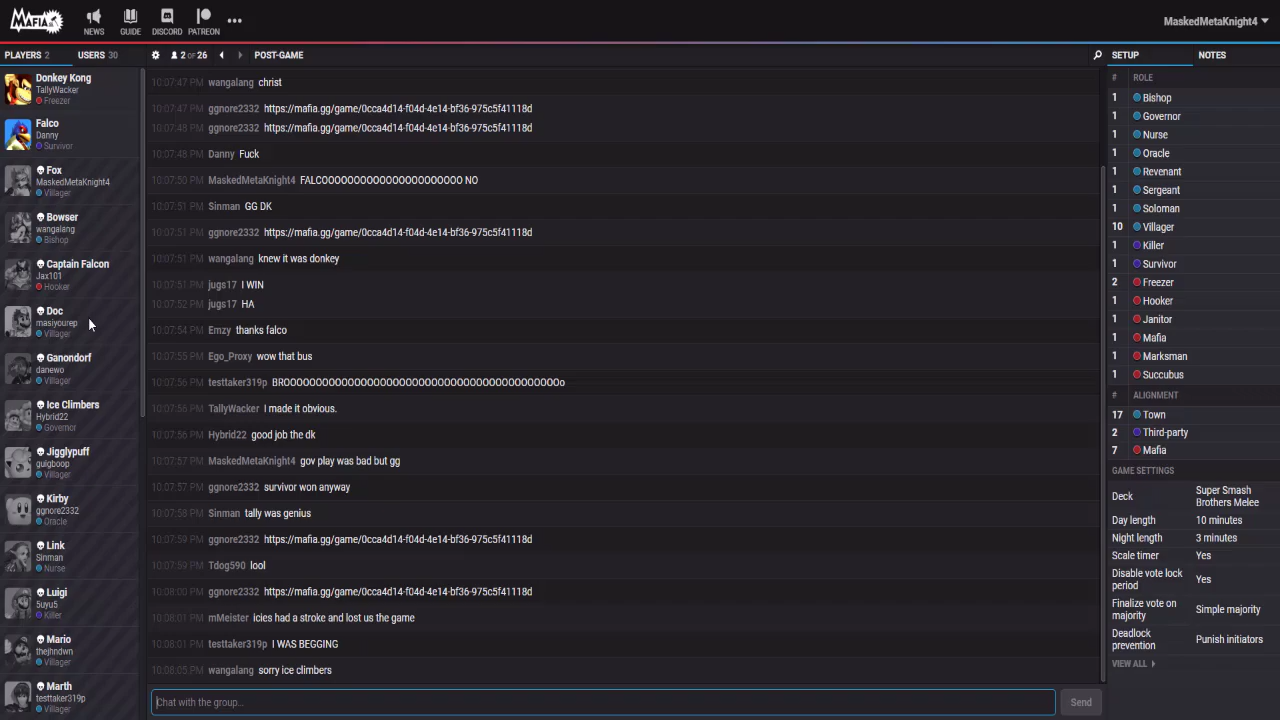 MAFIA
NEWS
GUIDE
DISCORD
PATREON
MaskedMetaKnight4
PLAYERS 2
USERS 30
2 OF 26
POST-GAME
SETUP
NOTES
Donkey Kong
TallyWacker
Freezer
Falco
Danny
Survivor
Fox
MaskedMetaKnight4
Villager
Bowser
wangalang
Bishop
Captain Falcon
Jax101
Hooker
Doc
masiyourep
Villager
Ganondorf
danewo
Villager
Ice Climbers
Hybrid22
Governor
Jigglypuff
guigboop
Villager
Kirby
ggnore2332
Oracle
Link
Sinman
Nurse
Luigi
5uyu5
Killer
Mario
thejhndwn
Villager
Marth
testtaker319p
Villager
10:07:47 PM wangalang christ
10:07:47 PM ggnore2332 https://mafia.gg/game/0cca4d14-f04d-4e14-bf36-975c5f41118d
10:07:48 PM ggnore2332 https://mafia.gg/game/0cca4d14-f04d-4e14-bf36-975c5f41118d
10:07:48 PM Danny Fuck
10:07:50 PM MaskedMetaKnight4 FALCOOOOOOOOOOOOOOOOOOOOOO NO
10:07:51 PM Sinman GG DK
10:07:51 PM ggnore2332 https://mafia.gg/game/0cca4d14-f04d-4e14-bf36-975c5f41118d
10:07:51 PM wangalang knew it was donkey
10:07:51 PM jugs17 I WIN
10:07:52 PM jugs17 HA
10:07:54 PM Emzy thanks falco
10:07:55 PM Ego_Proxy wow that bus
10:07:56 PM testtaker319p BROOOOOOOOOOOOOOOOOOOOOOOOOOOOOOOOOOOOOOOOOOOOo
10:07:56 PM TallyWacker I made it obvious.
10:07:56 PM Hybrid22 good job the dk
10:07:57 PM MaskedMetaKnight4 gov play was bad but gg
10:07:57 PM ggnore2332 survivor won anyway
10:07:58 PM Sinman tally was genius
10:07:59 PM ggnore2332 https://mafia.gg/game/0cca4d14-f04d-4e14-bf36-975c5f41118d
10:07:59 PM Tdog590 lool
10:08:00 PM ggnore2332 https://mafia.gg/game/0cca4d14-f04d-4e14-bf36-975c5f41118d
10:08:01 PM mMeister icies had a stroke and lost us the game
10:08:01 PM testtaker319p I WAS BEGGING
10:08:05 PM wangalang sorry ice climbers
Chat with the group...
Send
# ROLE
1 Bishop
1 Governor
1 Nurse
1 Oracle
1 Revenant
1 Sergeant
1 Soloman
10 Villager
1 Killer
1 Survivor
2 Freezer
1 Hooker
1 Janitor
1 Mafia
1 Marksman
1 Succubus
# ALIGNMENT
17 Town
2 Third-party
7 Mafia
GAME SETTINGS
Deck Super Smash
Brothers Melee
Day length 10 minutes
Night length 3 minutes
Scale timer Yes
Disable vote lock
period Yes
Finalize vote on
majority Simple majority
Deadlock
prevention Punish initiators
VIEW ALL